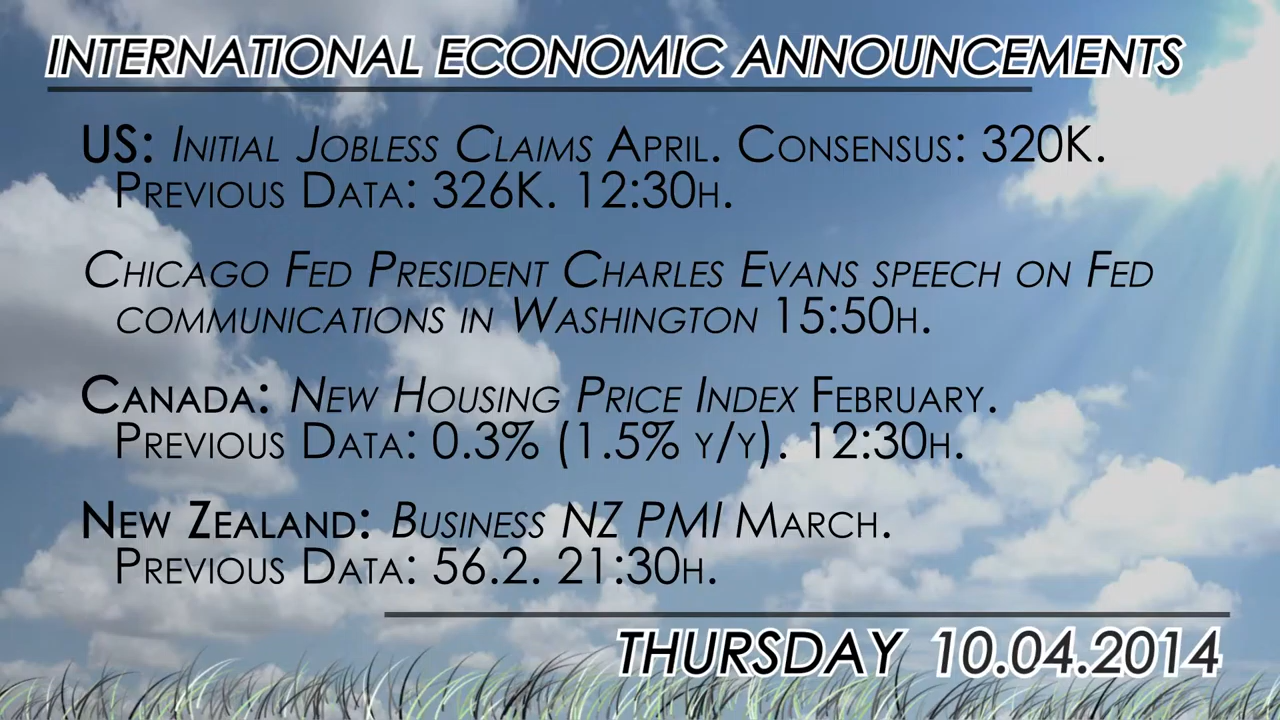 INTERNATIONAL ECONOMIC ANNOUNCEMENTS
US: Initial Jobless Claims April. Consensus: 320K.
Previous Data: 326K. 12:30h.
Chicago Fed President Charles Evans speech on Fed
communications in Washington 15:50h.
Canada: New Housing Price Index February.
Previous Data: 0.3% (1.5% y/y). 12:30h.
New Zealand: Business NZ PMI March.
Previous Data: 56.2. 21:30h.
THURSDAY 10.04.2014